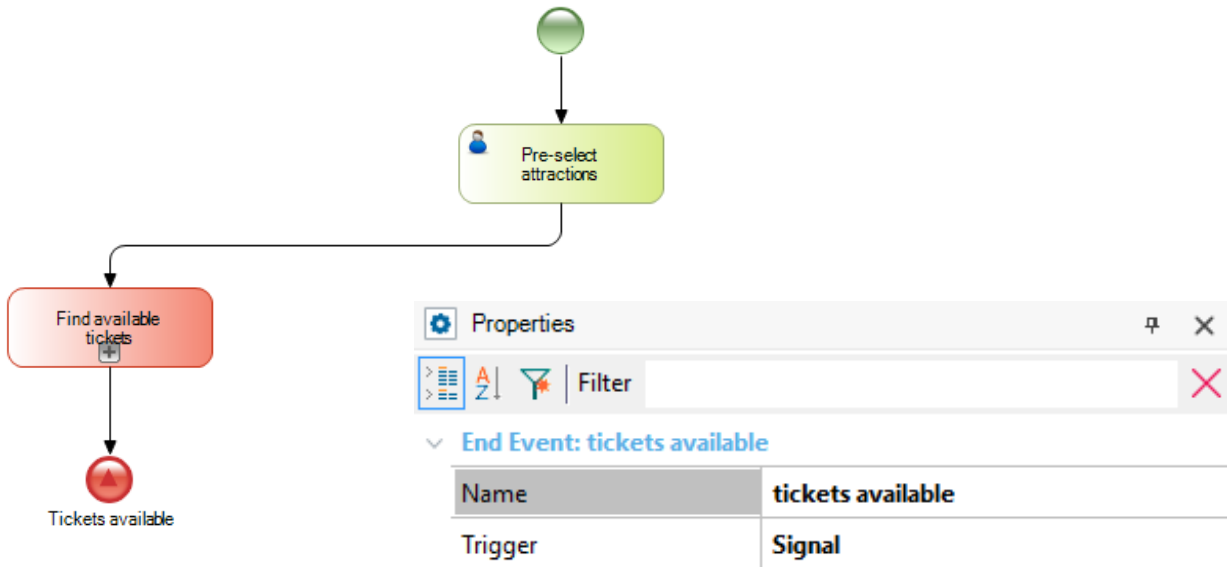 Pre-select
attractions
Find available
tickets
Tickets available
Properties
A
Z
Filter
End Event: tickets available
Name tickets available
Trigger Signal